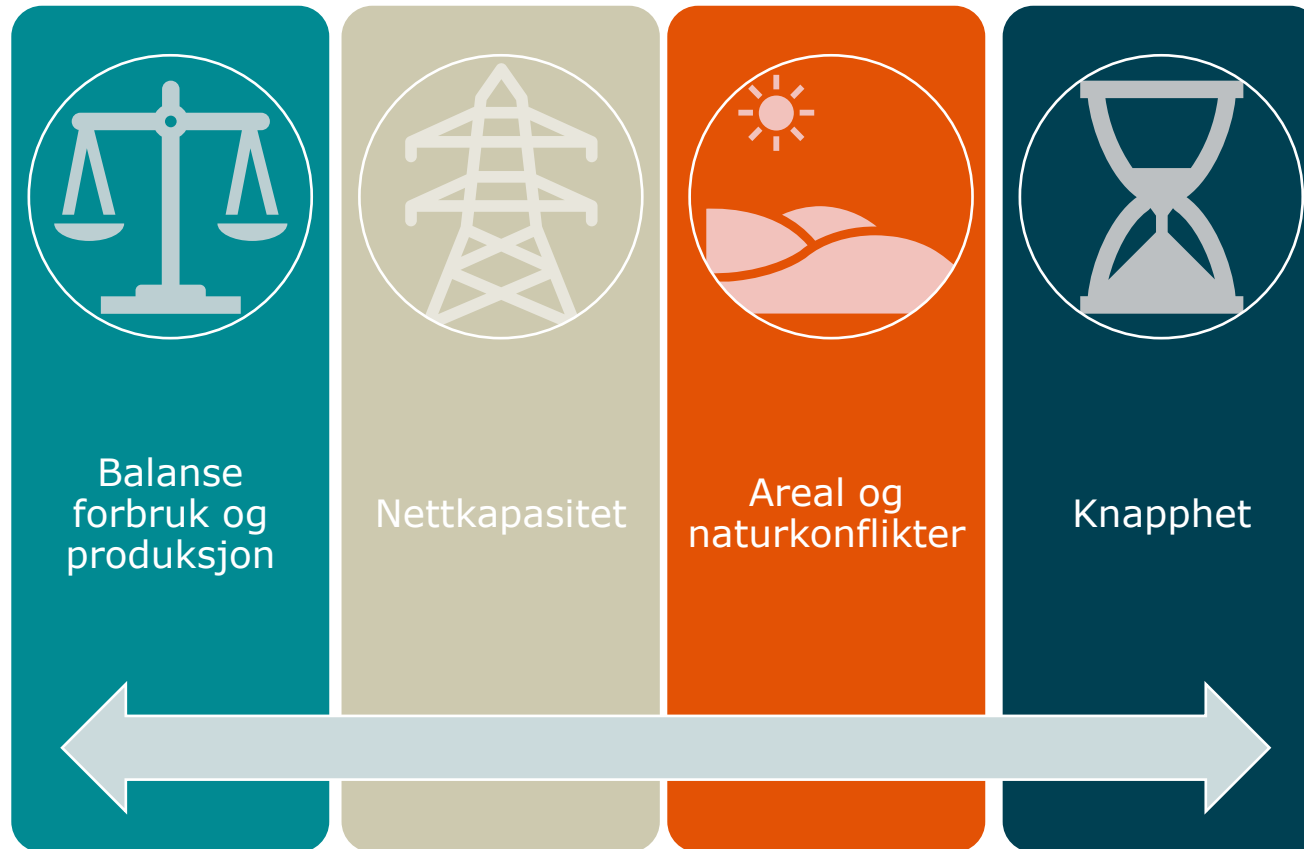 Balanse
forbruk og
produksjon
Nettkapasitet
Areal og
naturkonflikter
Knapphet